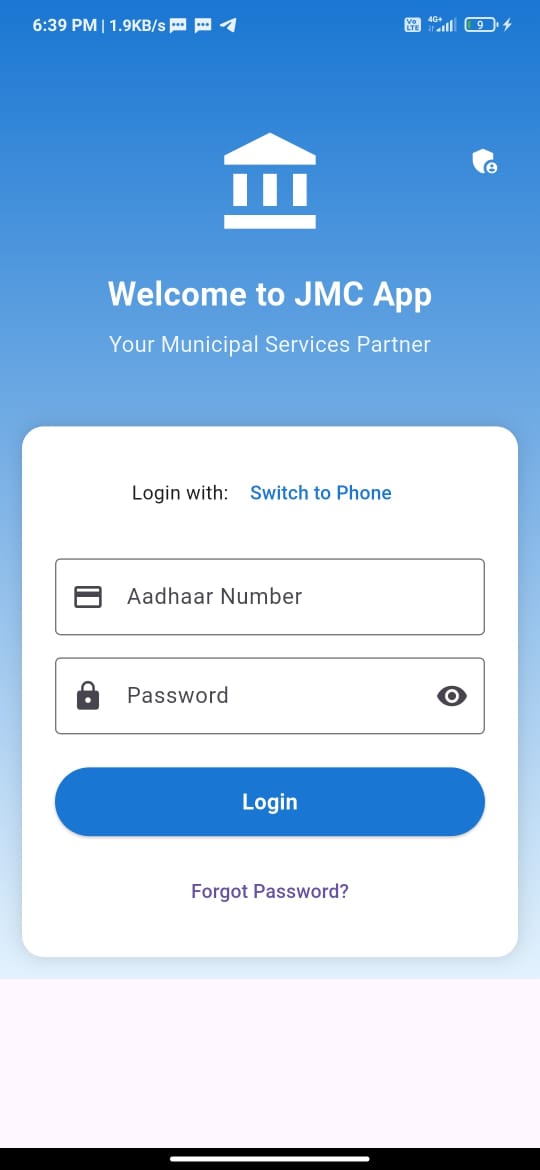 6:39 PM | 1.9KB/s
Vo LTE 4G+ 9
Welcome to JMC App
Your Municipal Services Partner
Login with: Switch to Phone
Aadhaar Number
Password
Login
Forgot Password?